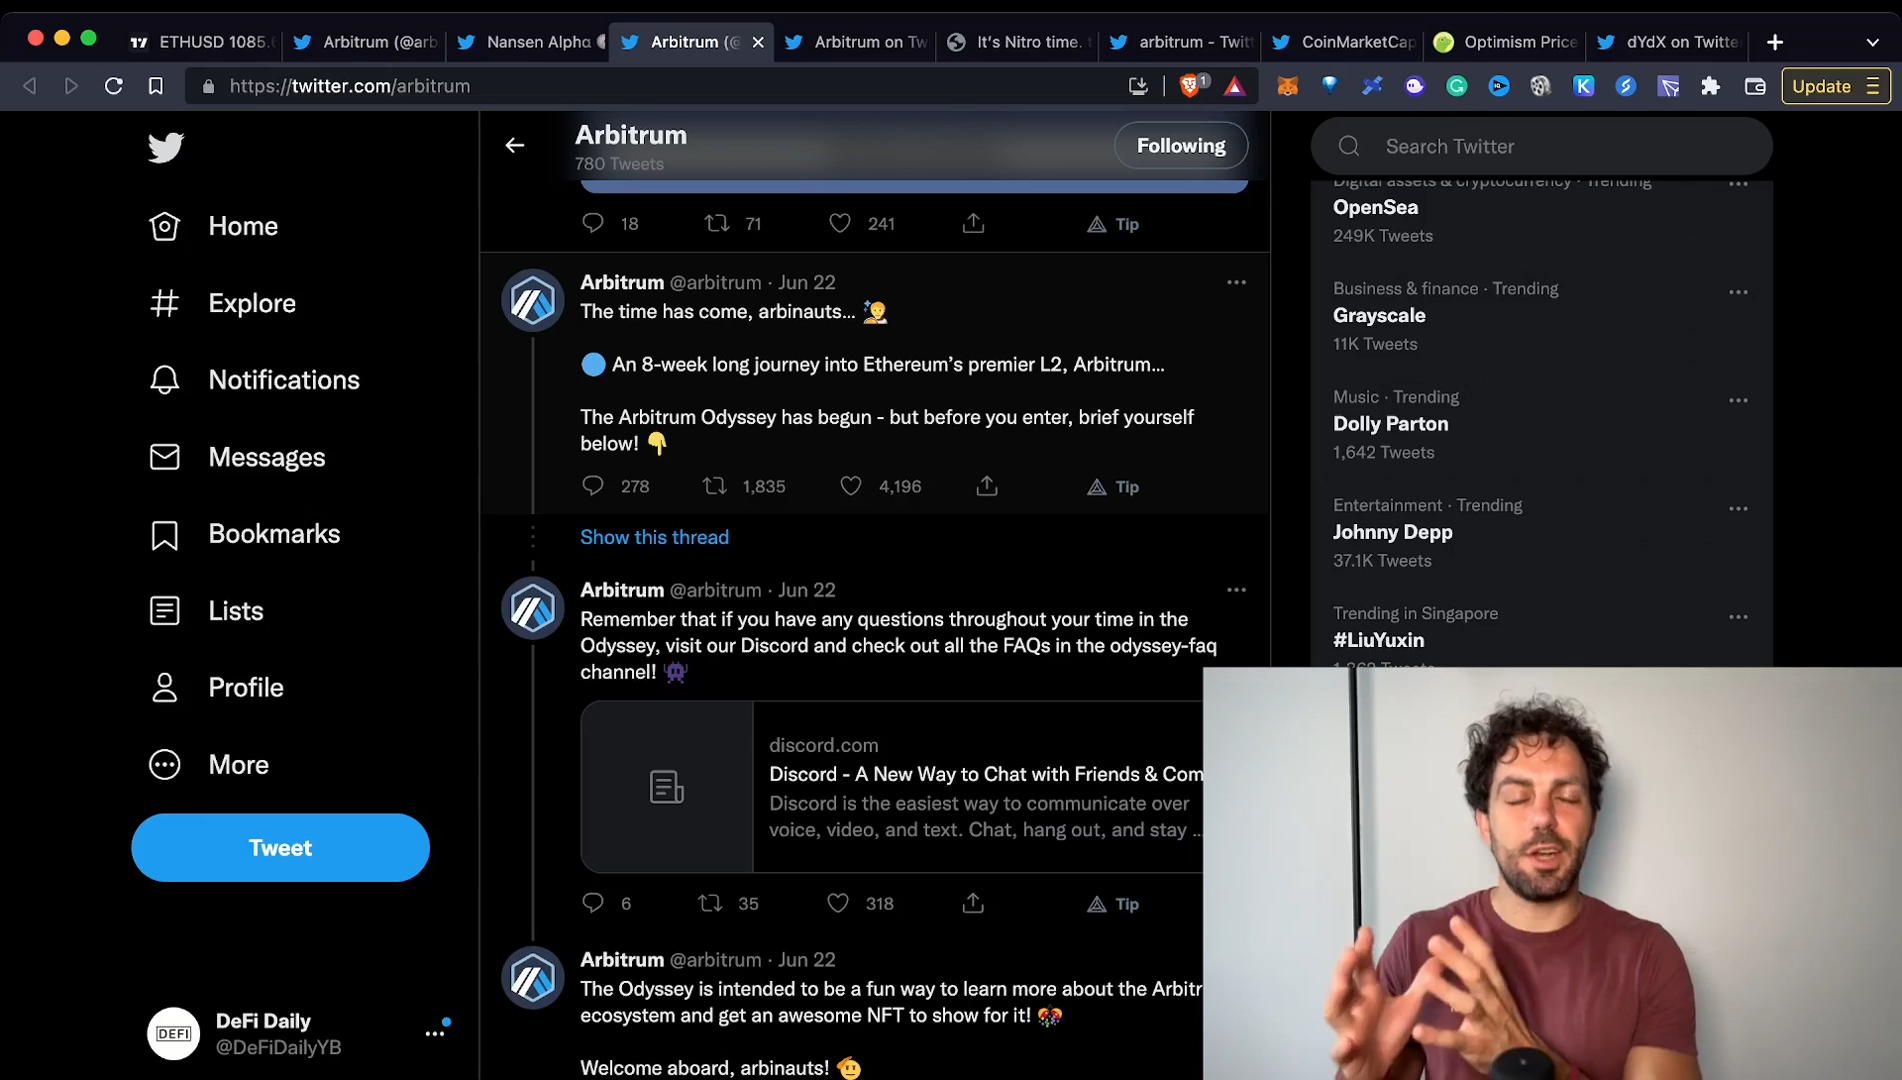 ETHUSD 1085.
Arbitrum (@arb
Nansen Alpha
Arbitrum (@
Arbitrum on Tw
It's Nitro time.
arbitrum - Twitt
CoinMarketCap
Optimism Price
dYdX on Twitte
https://twitter.com/arbitrum
1
Update
Arbitrum
780 Tweets
Following
Search Twitter
18
71
241
Tip
Home
Explore
Notifications
Messages
Bookmarks
Lists
Profile
More
Tweet
DeFi Daily
@DeFiDailyYB
DEFI
Arbitrum @arbitrum · Jun 22
The time has come, arbinauts...
An 8-week long journey into Ethereum's premier L2, Arbitrum...
The Arbitrum Odyssey has begun - but before you enter, brief yourself
below!
278
1,835
4,196
Tip
Show this thread
Arbitrum @arbitrum · Jun 22
Remember that if you have any questions throughout your time in the
Odyssey, visit our Discord and check out all the FAQs in the odyssey-faq
channel!
discord.com
Discord - A New Way to Chat with Friends & Com
Discord is the easiest way to communicate over
voice, video, and text. Chat, hang out, and stay ...
6
35
318
Tip
Arbitrum @arbitrum · Jun 22
The Odyssey is intended to be a fun way to learn more about the Arbitr
ecosystem and get an awesome NFT to show for it!
Welcome aboard, arbinauts!
Digital assets & cryptocurrency · Trending
OpenSea
249K Tweets
Business & finance · Trending
Grayscale
11K Tweets
Music · Trending
Dolly Parton
1,642 Tweets
Entertainment · Trending
Johnny Depp
37.1K Tweets
Trending in Singapore
#LiuYuxin